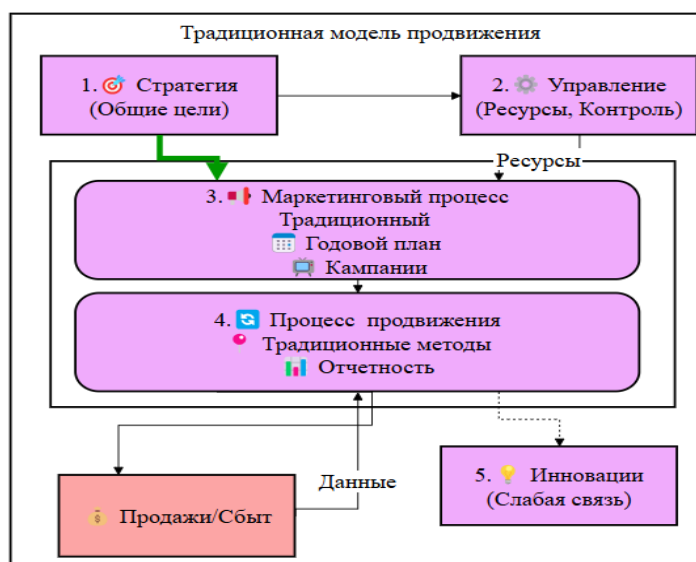 Традиционная модель продвижения
1. 🎯 Стратегия
(Общие цели)
2. ⚙️ Управление
(Ресурсы, Контроль)
Ресурсы
3. Маркетинговый процесс
Традиционный
Годовой план
Кампании
4. Процесс продвижения
Традиционные методы
Отчетность
Данные
Продажи/Сбыт
5. 💡 Инновации
(Слабая связь)